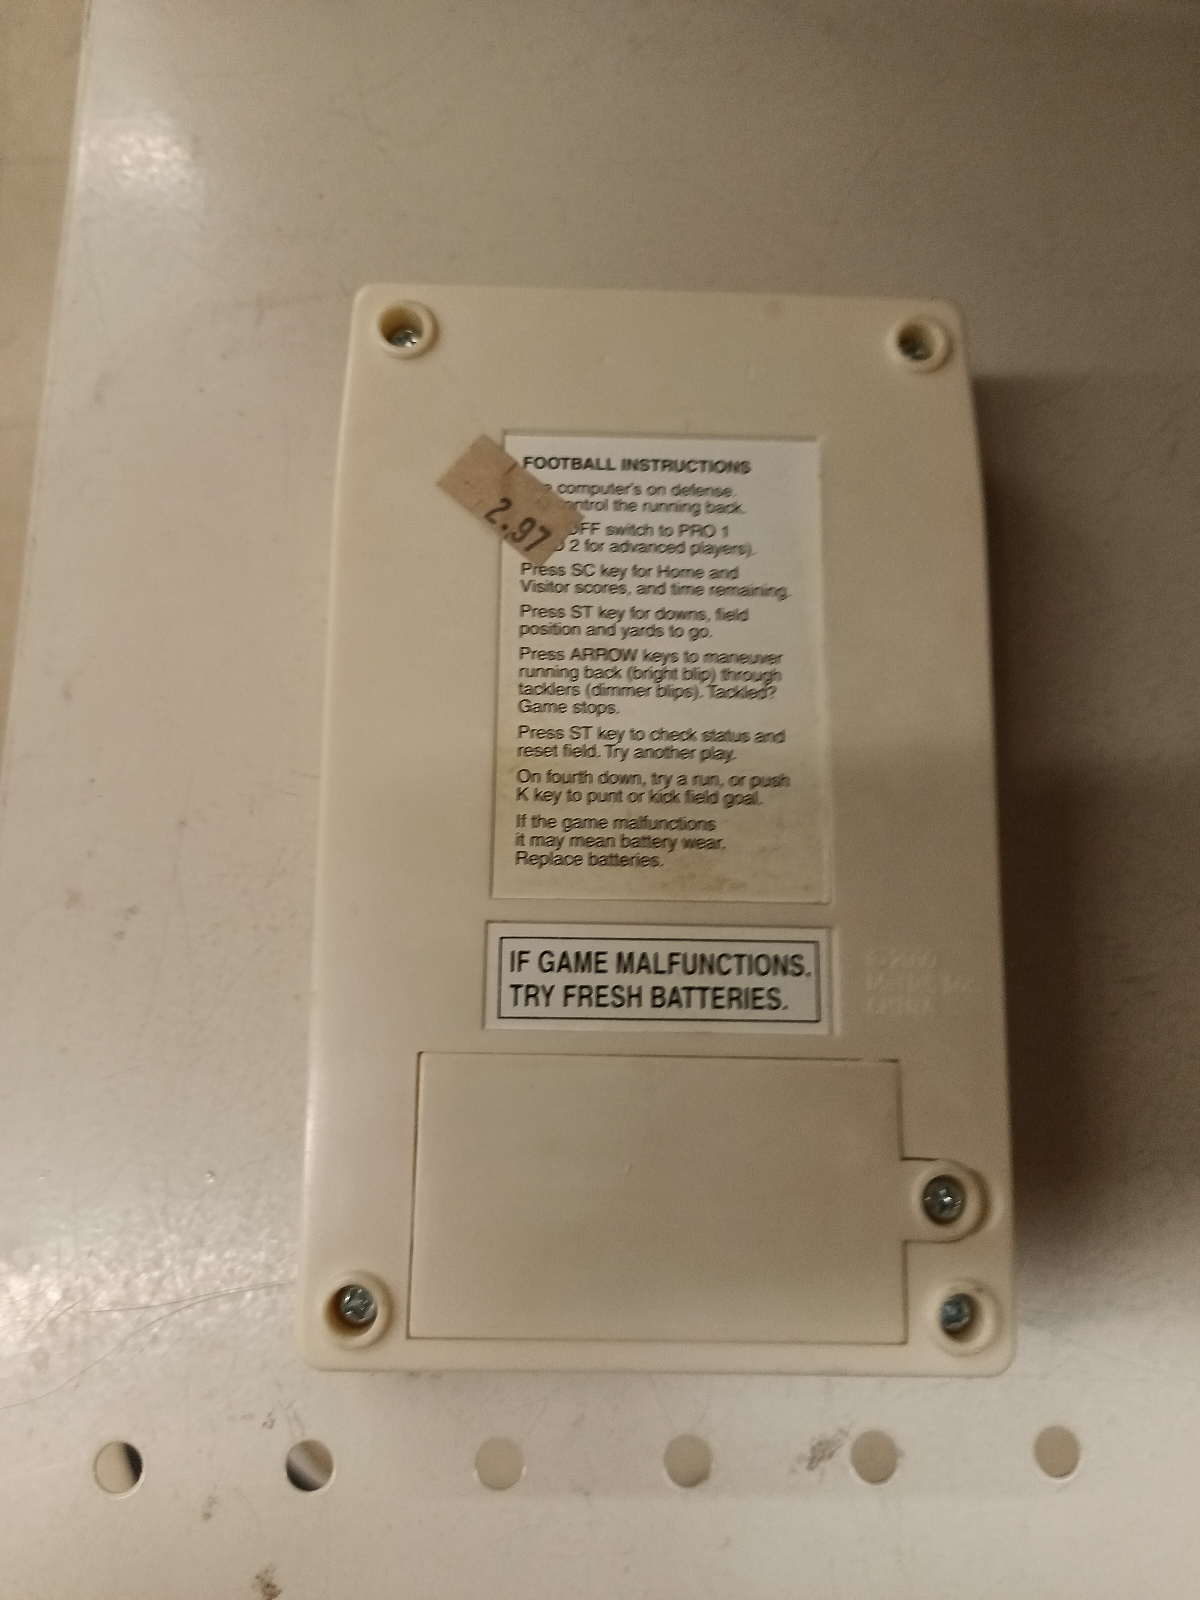 FOOTBALL INSTRUCTIONS
computer's on defense.
control the running back.
OFF switch to PRO 1
2 for advanced players).
2.97
Press SC key for Home and
Visitor scores, and time remaining.
Press ST key for downs, field
position and yards to go.
Press ARROW keys to maneuver
running back (bright blip) through
tacklers (dimmer blips). Tackled?
Game stops.
Press ST key to check status and
reset field. Try another play.
On fourth down, try a run, or push
K key to punt or kick field goal.
If the game malfunctions
it may mean battery wear.
Replace batteries.
IF GAME MALFUNCTIONS.
TRY FRESH BATTERIES.